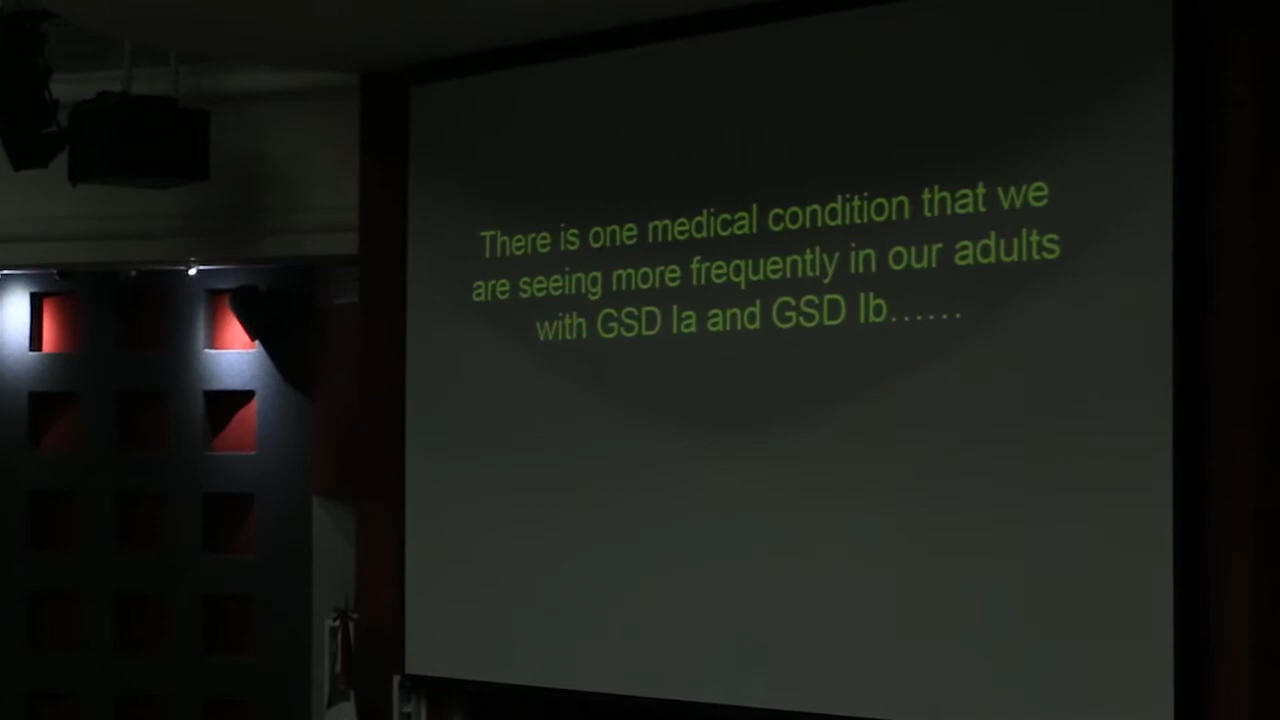 There is one medical condition that we
are seeing more frequently in our adults
with GSD Ia and GSD Ib......